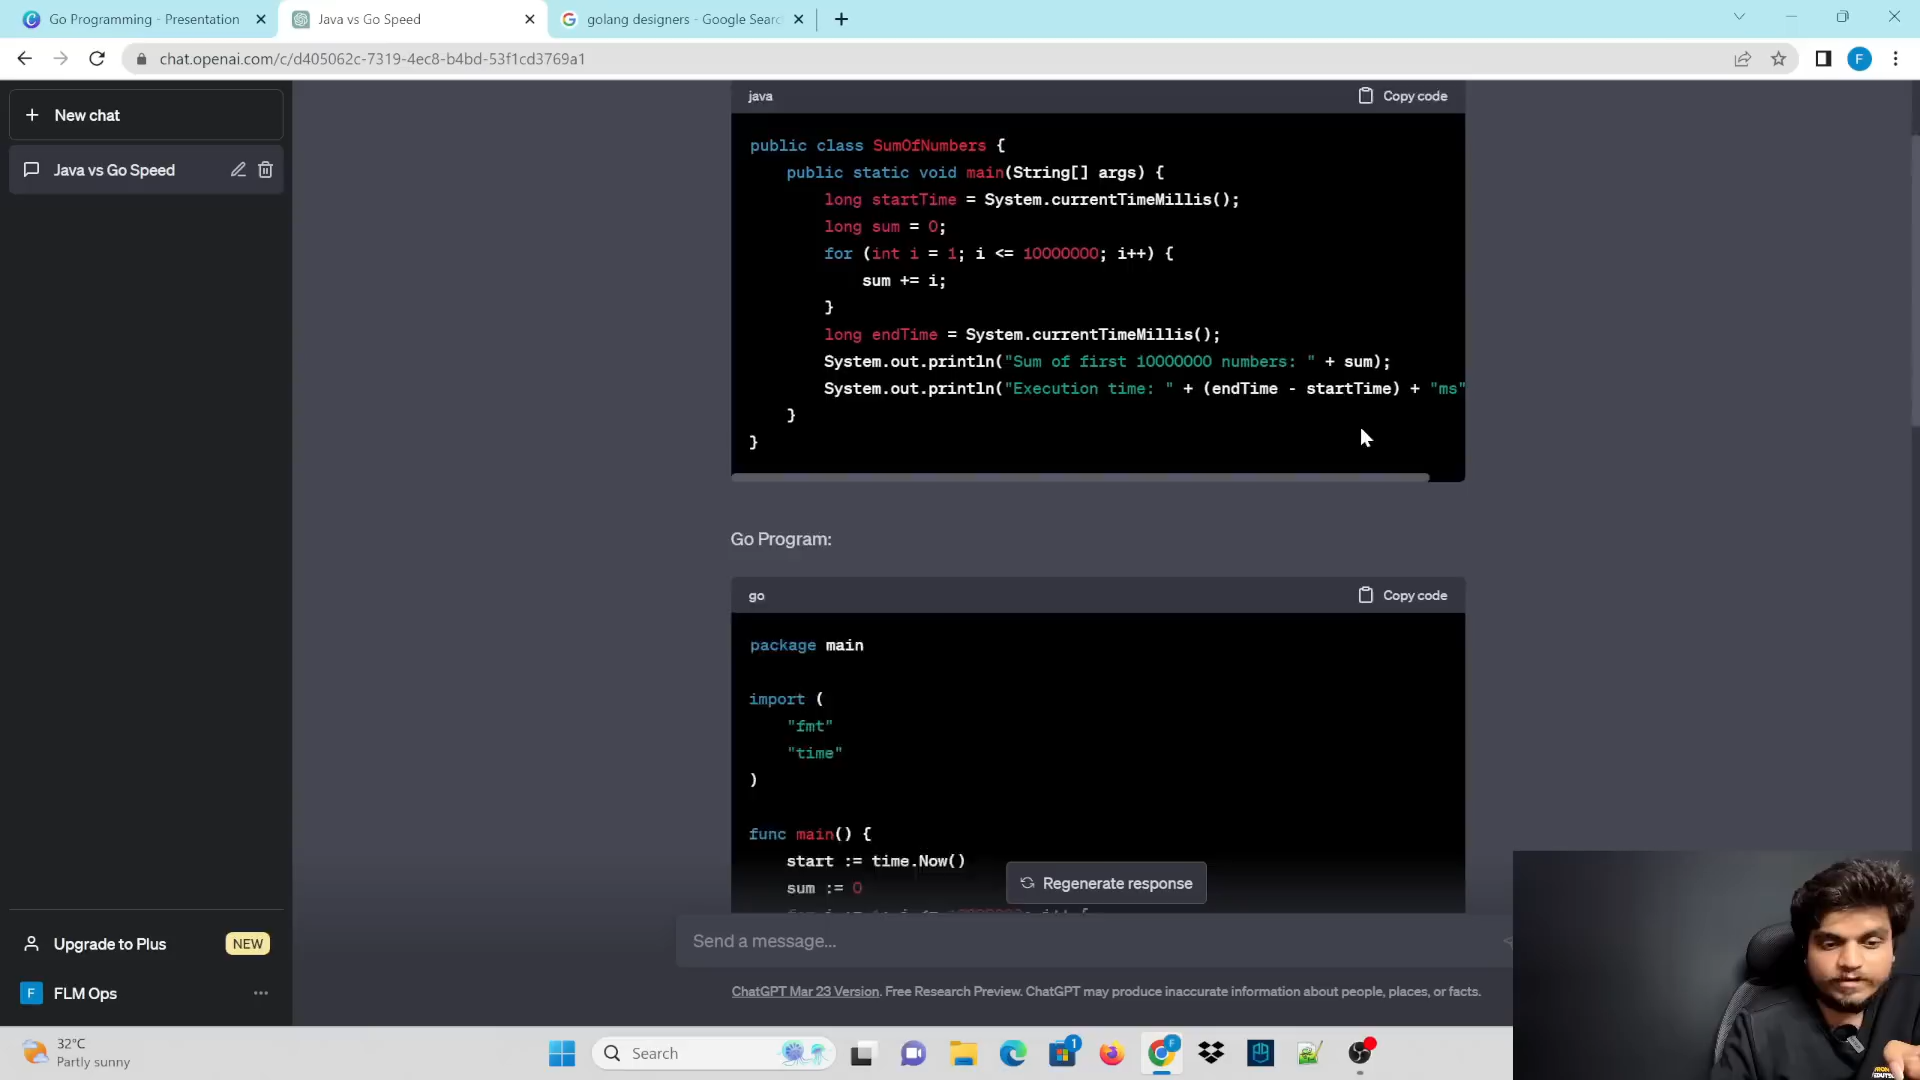 Go Programming - Presentation
Java vs Go Speed
golang designers - Google Searc
chat.openai.com/c/d405062c-7319-4ec8-b4bd-53f1cd3769a1
F
New chat
Java vs Go Speed
java
Copy code
public class SumOfNumbers {
public static void main(String[] args) {
long startTime = System.currentTimeMillis();
long sum = 0;
for (int i = 1; i <= 10000000; i++) {
sum += i;
}
long endTime = System.currentTimeMillis();
System.out.println("Sum of first 10000000 numbers: " + sum);
System.out.println("Execution time: " + (endTime - startTime) + "ms"
}
}
Go Program:
go
Copy code
package main
import (
"fmt"
"time"
)
func main() {
start := time.Now()
sum := 0
Regenerate response
Send a message...
ChatGPT Mar 23 Version. Free Research Preview. ChatGPT may produce inaccurate information about people, places, or facts.
Upgrade to Plus
NEW
F
FLM Ops
32°C
Partly sunny
Search
1
F